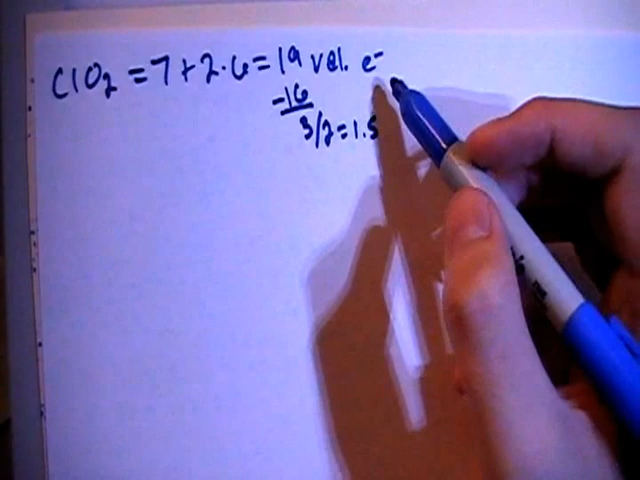 ClO2 = 7 + 2·6 = 19 val. e-
-16
3/2 = 1.5